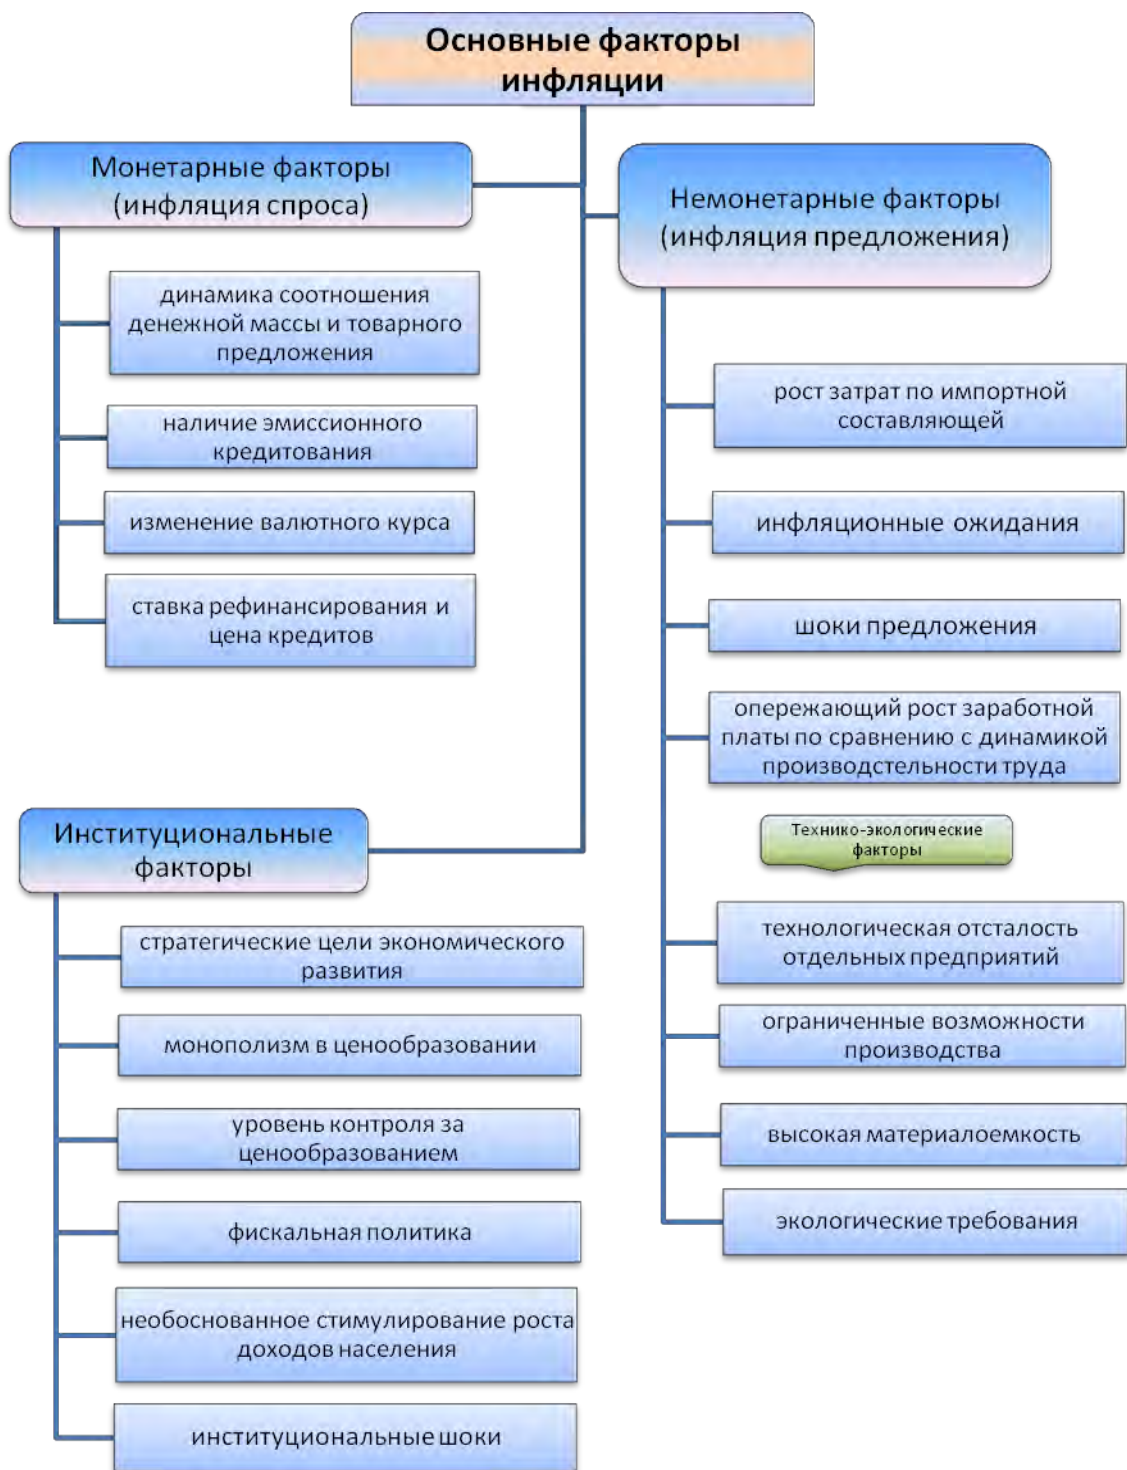 Основные факторы
инфляции
Монетарные факторы
(инфляция спроса)
динамика соотношения
денежной массы и товарного
предложения
наличие эмиссионного
кредитования
изменение валютного курса
ставка рефинансирования и
цена кредитов
Немонетарные факторы
(инфляция предложения)
рост затрат по импортной
составляющей
инфляционные ожидания
шоки предложения
опережающий рост заработной
платы по сравнению с динамикой
производстельности труда
Технико-экологические
факторы
технологическая отсталость
отдельных предприятий
ограниченные возможности
производства
высокая материалоемкость
экологические требования
Институциональные
факторы
стратегические цели экономического
развития
монополизм в ценообразовании
уровень контроля за
ценообразованием
фискальная политика
необоснованное стимулирование роста
доходов населения
институциональные шоки